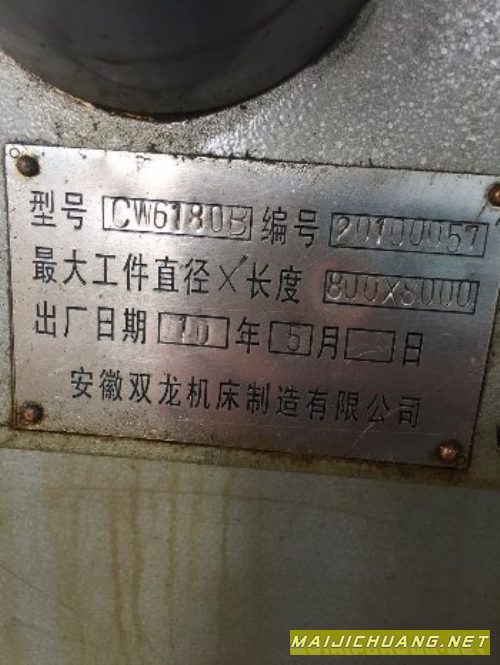 型号 CW6180B 编号 20100057
最大工件直径×长度 800X8000
出厂日期 10 年 5 月 日
安徽双龙机床制造有限公司
MAIJICHUANG.NET